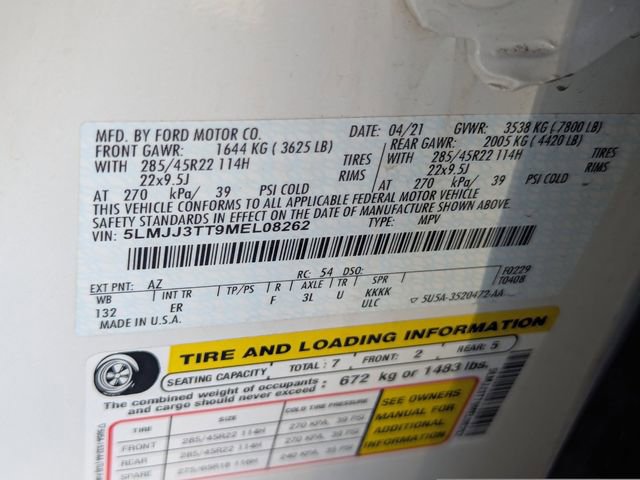 MFD. BY FORD MOTOR CO.
DATE: 04/21 GVWR: 3538 KG (7800 LB)
FRONT GAWR: 1644 KG (3625 LB)
REAR GAWR: 2005 KG (4420 LB)
WITH 285/45R22 114H TIRES
WITH 285/45R22 114H TIRES
22x9.5J RIMS
22x9.5J RIMS
AT 270 kPa/ 39 PSI COLD
AT 270 kPa/ 39 PSI COLD
THIS VEHICLE CONFORMS TO ALL APPLICABLE FEDERAL MOTOR VEHICLE
SAFETY STANDARDS IN EFFECT ON THE DATE OF MANUFACTURE SHOWN ABOVE.
VIN: 5LMJJ3TT9MEL08262 TYPE: MPV
F0229
T0408
EXT PNT: AZ RC: 54 DSO:
WB INT TR TP/PS R AXLE TR SPR
132 ER F 3L U KKKK
ULC 5U5A-3520472-AA
MADE IN U.S.A.
TIRE AND LOADING INFORMATION
SEATING CAPACITY TOTAL: 7 FRONT: 2 REAR: 5
The combined weight of occupants and cargo should never exceed: 672 kg or 1483 lbs.
TIRE SIZE COLD TIRE PRESSURE
FRONT 285/45R22 114H 270 KPA, 39 PSI
REAR 285/45R22 114H 270 KPA, 39 PSI
SPARE
SEE OWNERS
MANUAL FOR
ADDITIONAL
INFORMATION